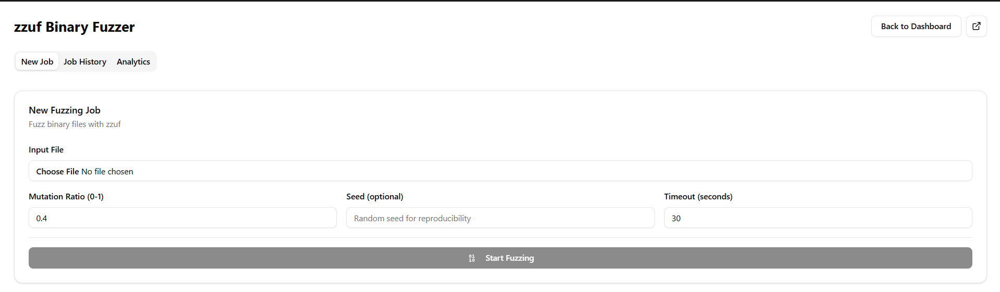 zzuf Binary Fuzzer
Back to Dashboard
New Job Job History Analytics
New Fuzzing Job
Fuzz binary files with zzuf
Input File
Choose File No file chosen
Mutation Ratio (0-1) Seed (optional) Timeout (seconds)
0.4 Random seed for reproducibility 30
Start Fuzzing